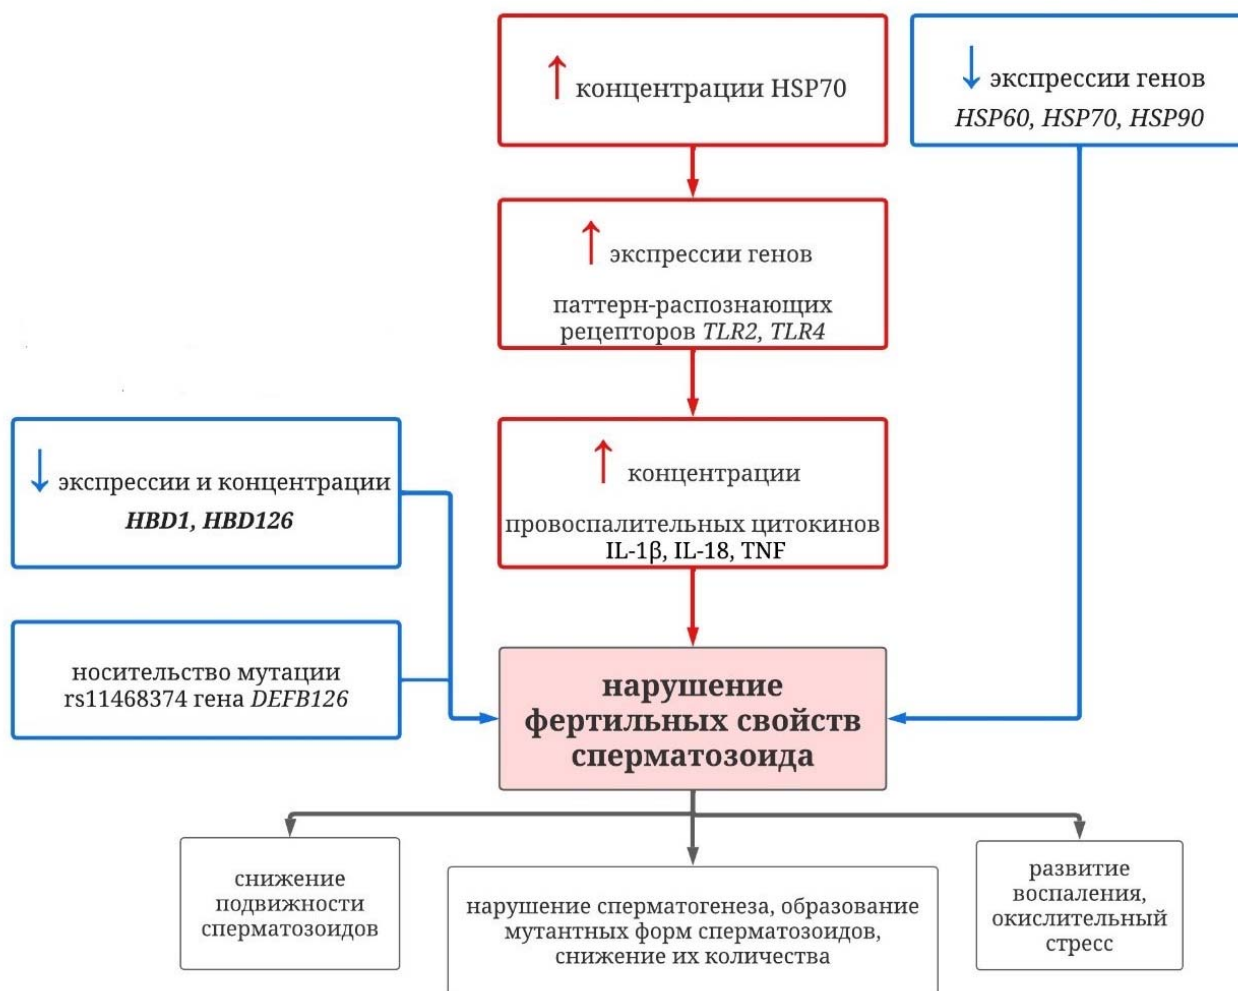 ↑ концентрации HSP70
↓ экспрессии генов
HSP60, HSP70, HSP90
↑ экспрессии генов
паттерн-распознающих
рецепторов TLR2, TLR4
↓ экспрессии и концентрации
HBD1, HBD126
↑ концентрации
провоспалительных цитокинов
IL-1β, IL-18, TNF
носительство мутации
rs11468374 гена DEFB126
нарушение
фертильных свойств
сперматозоида
снижение
подвижности
сперматозоидов
нарушение сперматогенеза, образование
мутантных форм сперматозоидов,
снижение их количества
развитие
воспаления,
окислительный
стресс